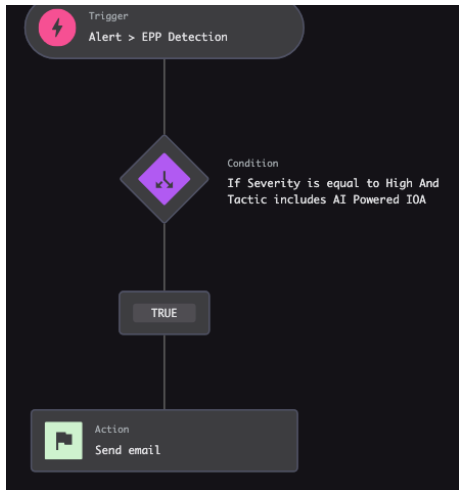 Trigger
Alert > EPP Detection
Condition
If Severity is equal to High And
Tactic includes AI Powered IOA
TRUE
Action
Send email